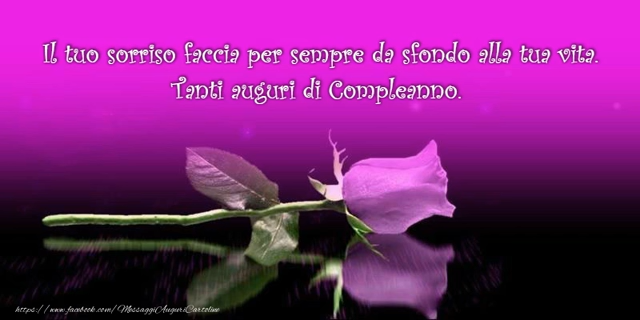 Il tuo sorriso faccia per sempre da sfondo alla tua vita.
Tanti auguri di Compleanno.
https://www.facebook.com/MessaggiAuguriCartoline